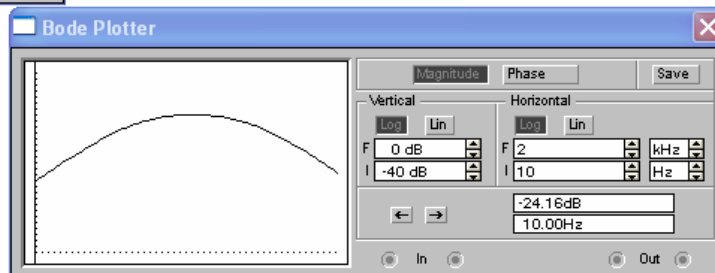 Bode Plotter
Magnitude Phase Save
Vertical Horizontal
Log Lin Log Lin
F 0 dB F 2 kHz
I -40 dB I 10 Hz
-24.16dB
10.00Hz
In Out